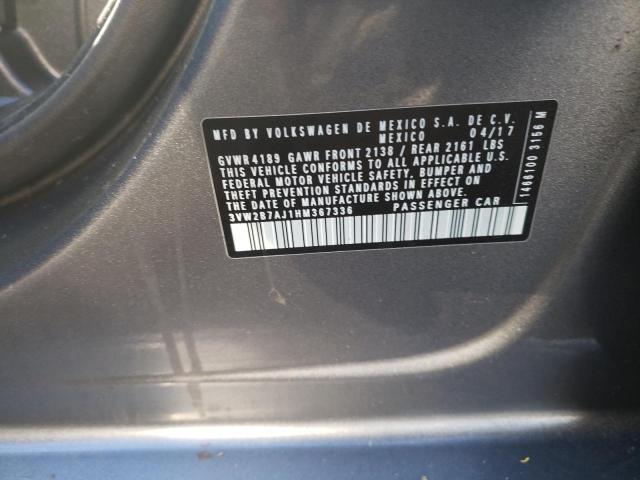 MFD BY VOLKSWAGEN DE MEXICO S.A. DE C.V.
MEXICO 04/17
GVWR4189 GAWR FRONT 2138 / REAR 2161 LBS
THIS VEHICLE CONFORMS TO ALL APPLICABLE U.S.
FEDERAL MOTOR VEHICLE SAFETY, BUMPER AND
THEFT PREVENTION STANDARDS IN EFFECT ON
THE DATE OF MANUFACTURE SHOWN ABOVE.
3VW2B7AJ1HM367336 PASSENGER CAR
1466100 3156 M